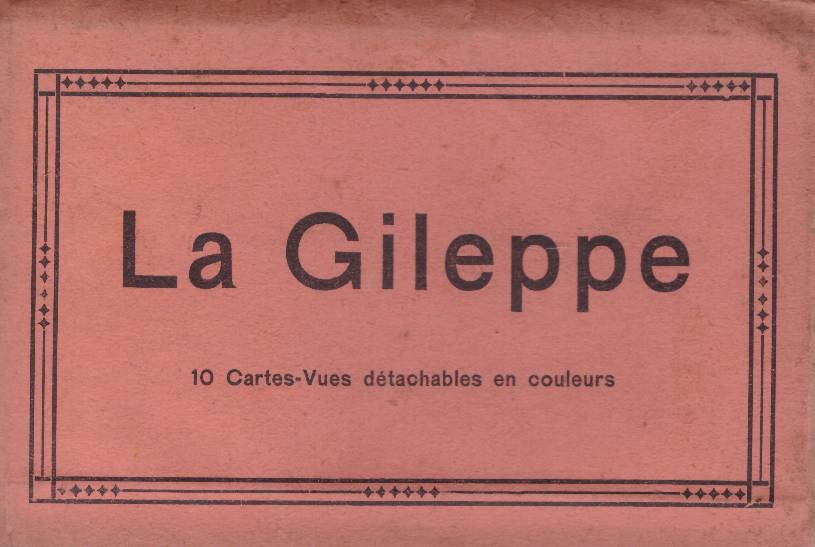 La Gileppe
10 Cartes-Vues détachables en couleurs